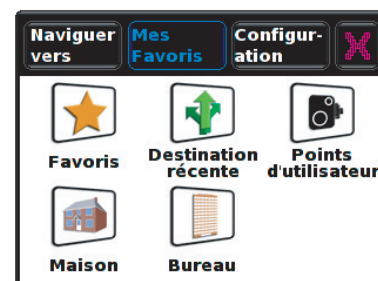 Naviguer
vers
Mes
Favoris
Configur-
ation
Favoris
Destination
récente
Points
d'utilisateur
Maison
Bureau